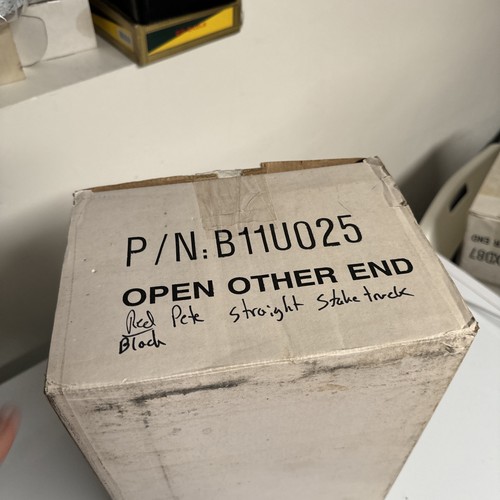 P/N:B11U025
OPEN OTHER END
Red Pete straight Stake truck
Black